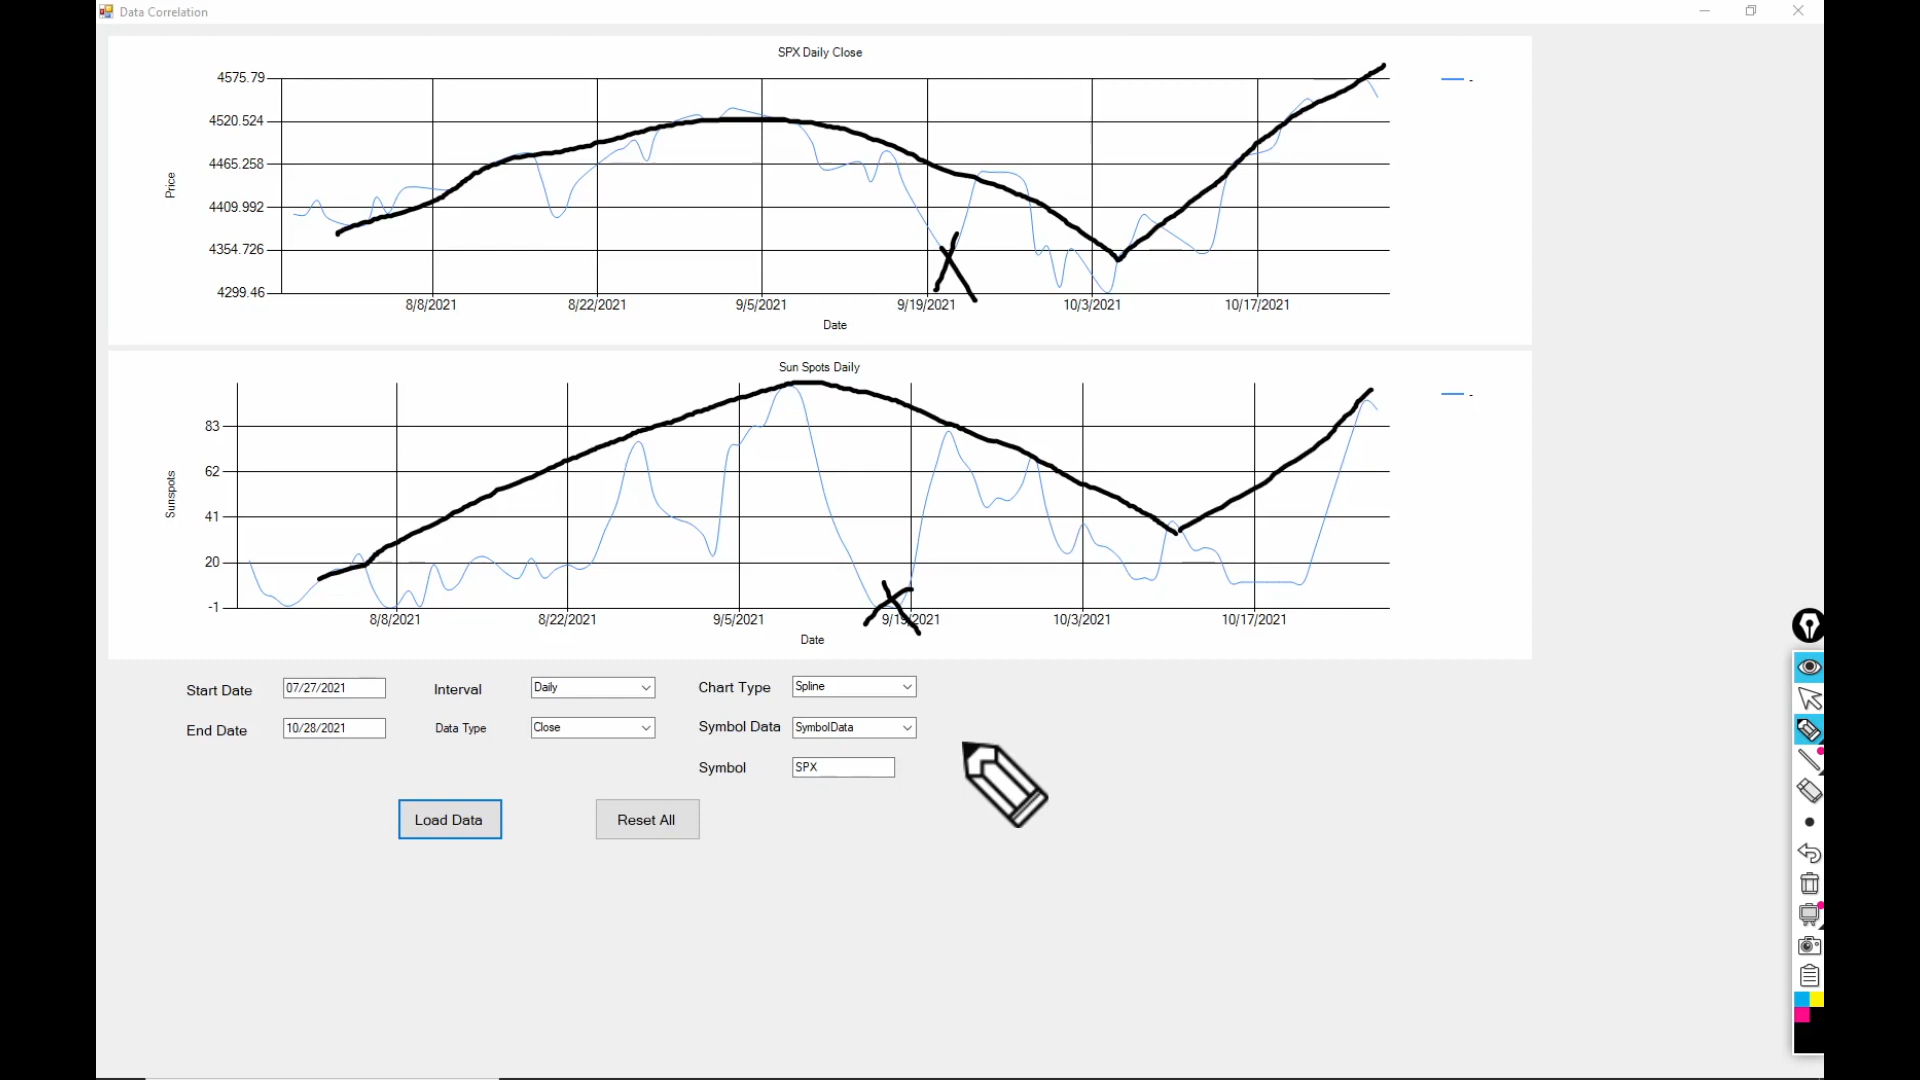 Data Correlation
SPX Daily Close
4575.79
4520.524
4465.258
4409.992
4354.726
4299.46
Price
8/8/2021 8/22/2021 9/5/2021 9/19/2021 10/3/2021 10/17/2021
Date
-
Sun Spots Daily
83
62
41
20
-1
Sunspots
8/8/2021 8/22/2021 9/5/2021 9/19/2021 10/3/2021 10/17/2021
Date
-
Start Date 07/27/2021 Interval Daily Chart Type Spline
End Date 10/28/2021 Data Type Close Symbol Data SymbolData
Symbol SPX
Load Data Reset All